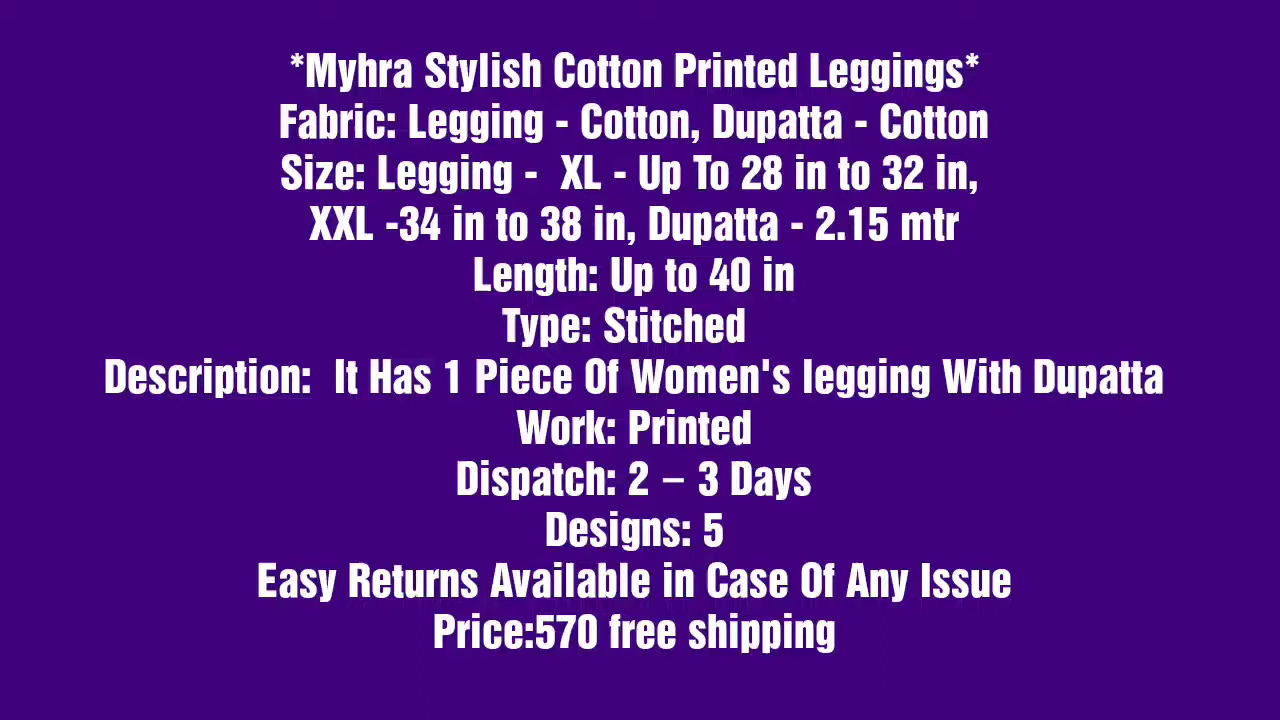 *Myhra Stylish Cotton Printed Leggings*
Fabric: Legging - Cotton, Dupatta - Cotton
Size: Legging -  XL - Up To 28 in to 32 in,
XXL -34 in to 38 in, Dupatta - 2.15 mtr
Length: Up to 40 in
Type: Stitched
Description:  It Has 1 Piece Of Women's legging With Dupatta
Work: Printed
Dispatch: 2 – 3 Days
Designs: 5
Easy Returns Available in Case Of Any Issue
Price:570 free shipping